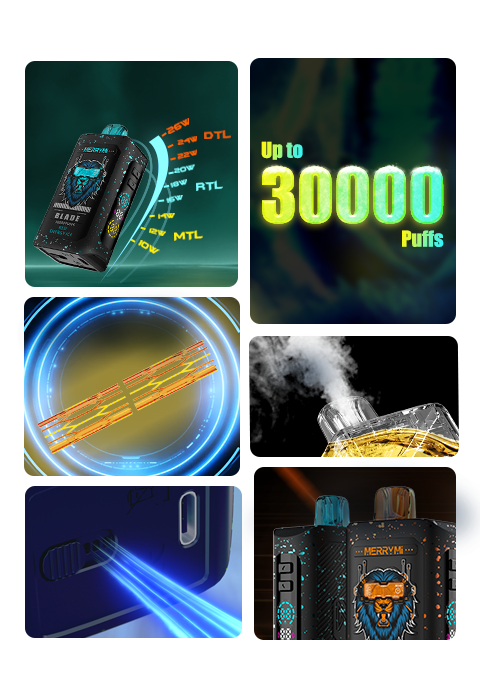 26W
24W
DTL
22W
20W
18W
RTL
16W
14W
12W
MTL
10W
MERRYMI
BLADE
Up to
30000
Puffs
MERRYMI